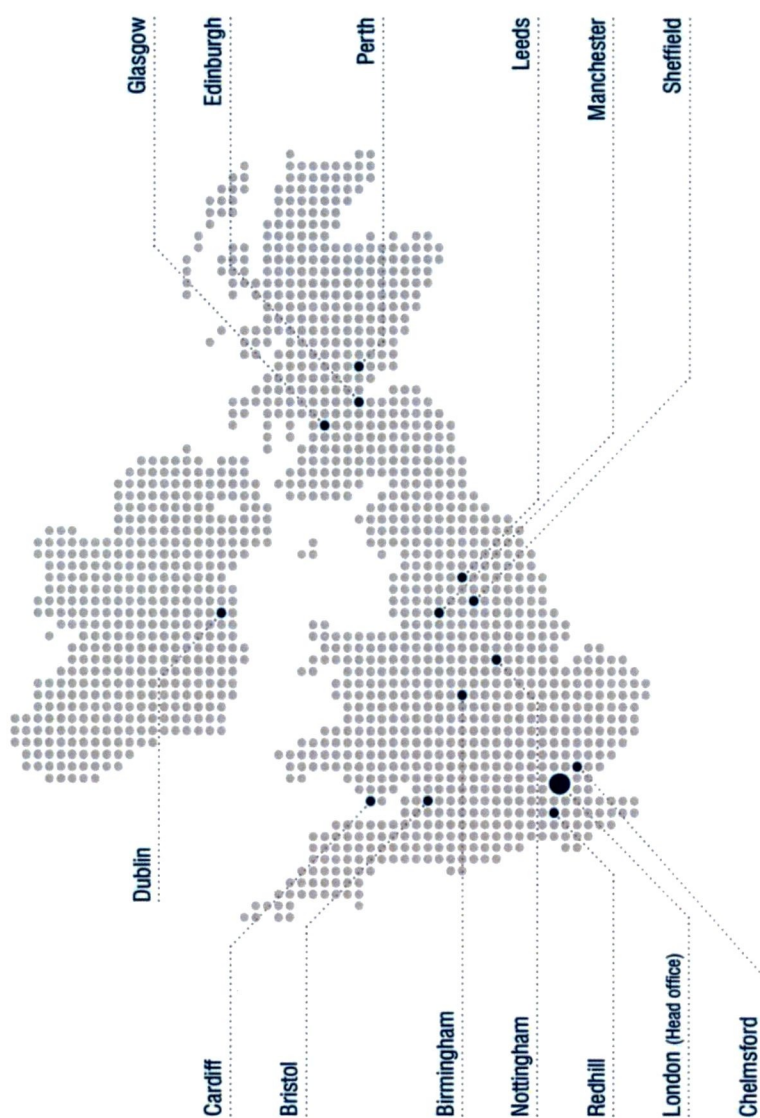 Glasgow
Edinburgh
Perth
Leeds
Manchester
Sheffield
Dublin
Cardiff
Bristol
Birmingham
Nottingham
Redhill
London (Head office)
Chelmsford